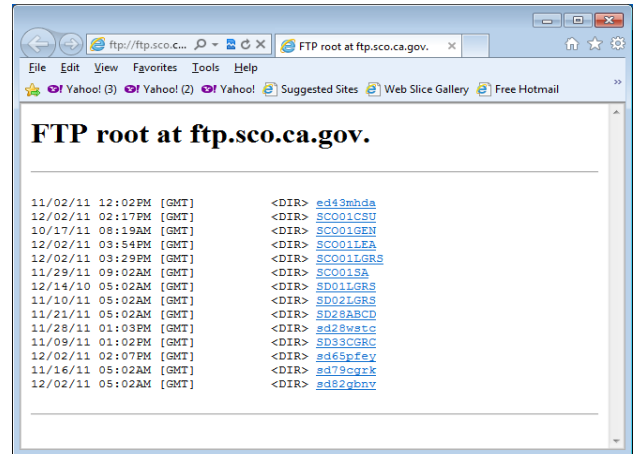 ftp://ftp.sco.c...
FTP root at ftp.sco.ca.gov.
File Edit View Favorites Tools Help
Yahoo! (3) Yahoo! (2) Yahoo! Suggested Sites Web Slice Gallery Free Hotmail
FTP root at ftp.sco.ca.gov.
11/02/11 12:02PM [GMT] <DIR> ed43mhda
12/02/11 02:17PM [GMT] <DIR> SCO01CSU
10/17/11 08:19AM [GMT] <DIR> SCO01GEN
12/02/11 03:54PM [GMT] <DIR> SCO01LEA
12/02/11 03:29PM [GMT] <DIR> SCO01LGRS
11/29/11 09:02AM [GMT] <DIR> SCO01SA
12/14/10 05:02AM [GMT] <DIR> SD01LGRS
11/10/11 05:02AM [GMT] <DIR> SD02LGRS
11/21/11 05:02AM [GMT] <DIR> SD28ABCD
11/28/11 01:03PM [GMT] <DIR> sd28wstc
11/09/11 01:02PM [GMT] <DIR> SD33CGRC
12/02/11 02:07PM [GMT] <DIR> sd65pfey
11/16/11 05:02AM [GMT] <DIR> sd79cgrk
12/02/11 05:02AM [GMT] <DIR> sd82gbnv